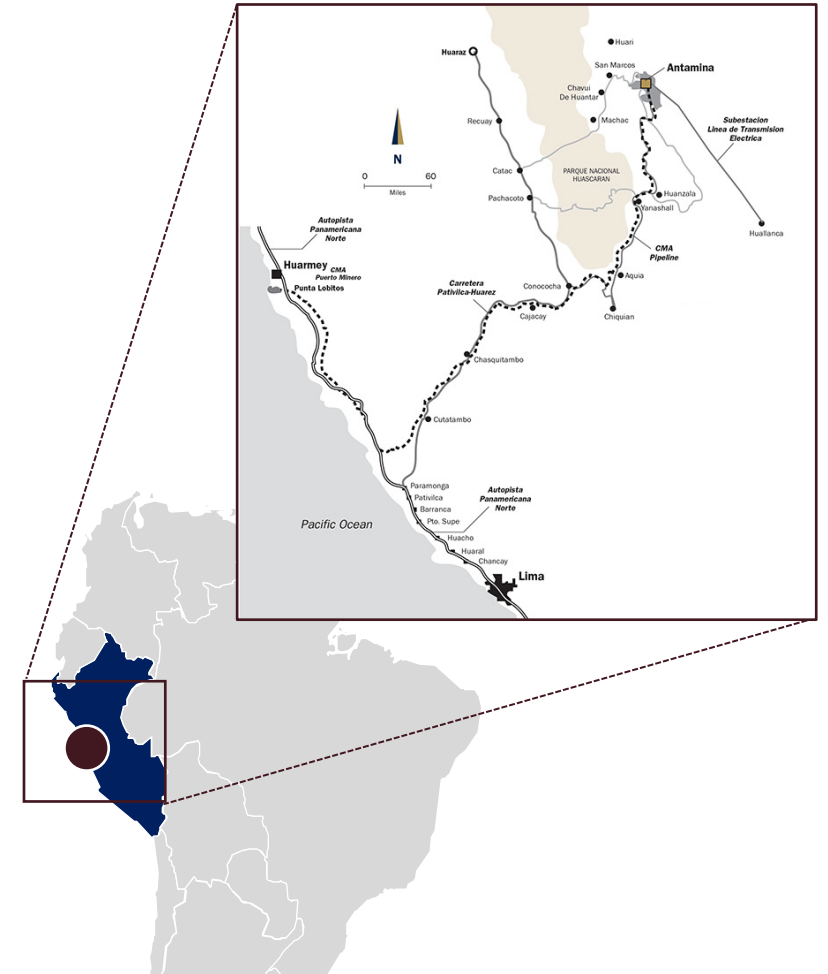 Huari
Huaraz
San Marcos
Antamina
Chavui
De Huantar
Recuay
Machac
Subestacion
Linea de Transmision
Electrica
N
0 60
Miles
Catac
PARQUE NACIONAL
HUASCARAN
Pachacoto
Huanzola
Yanashall
Huallanca
Autopista
Panamericana
Norte
CMA
Pipeline
Huarmey
CMA
Puerto Minero
Punta Lobitos
Aquia
Carretera
Pativilca-Huarez
Conococha
Cajacay
Chiquian
Chasquitambo
Cutatambo
Paramonga
Pativilca
Barranca
Pto. Supe
Autopista
Panamericana
Norte
Pacific Ocean
Huacho
Huaral
Chancay
Lima